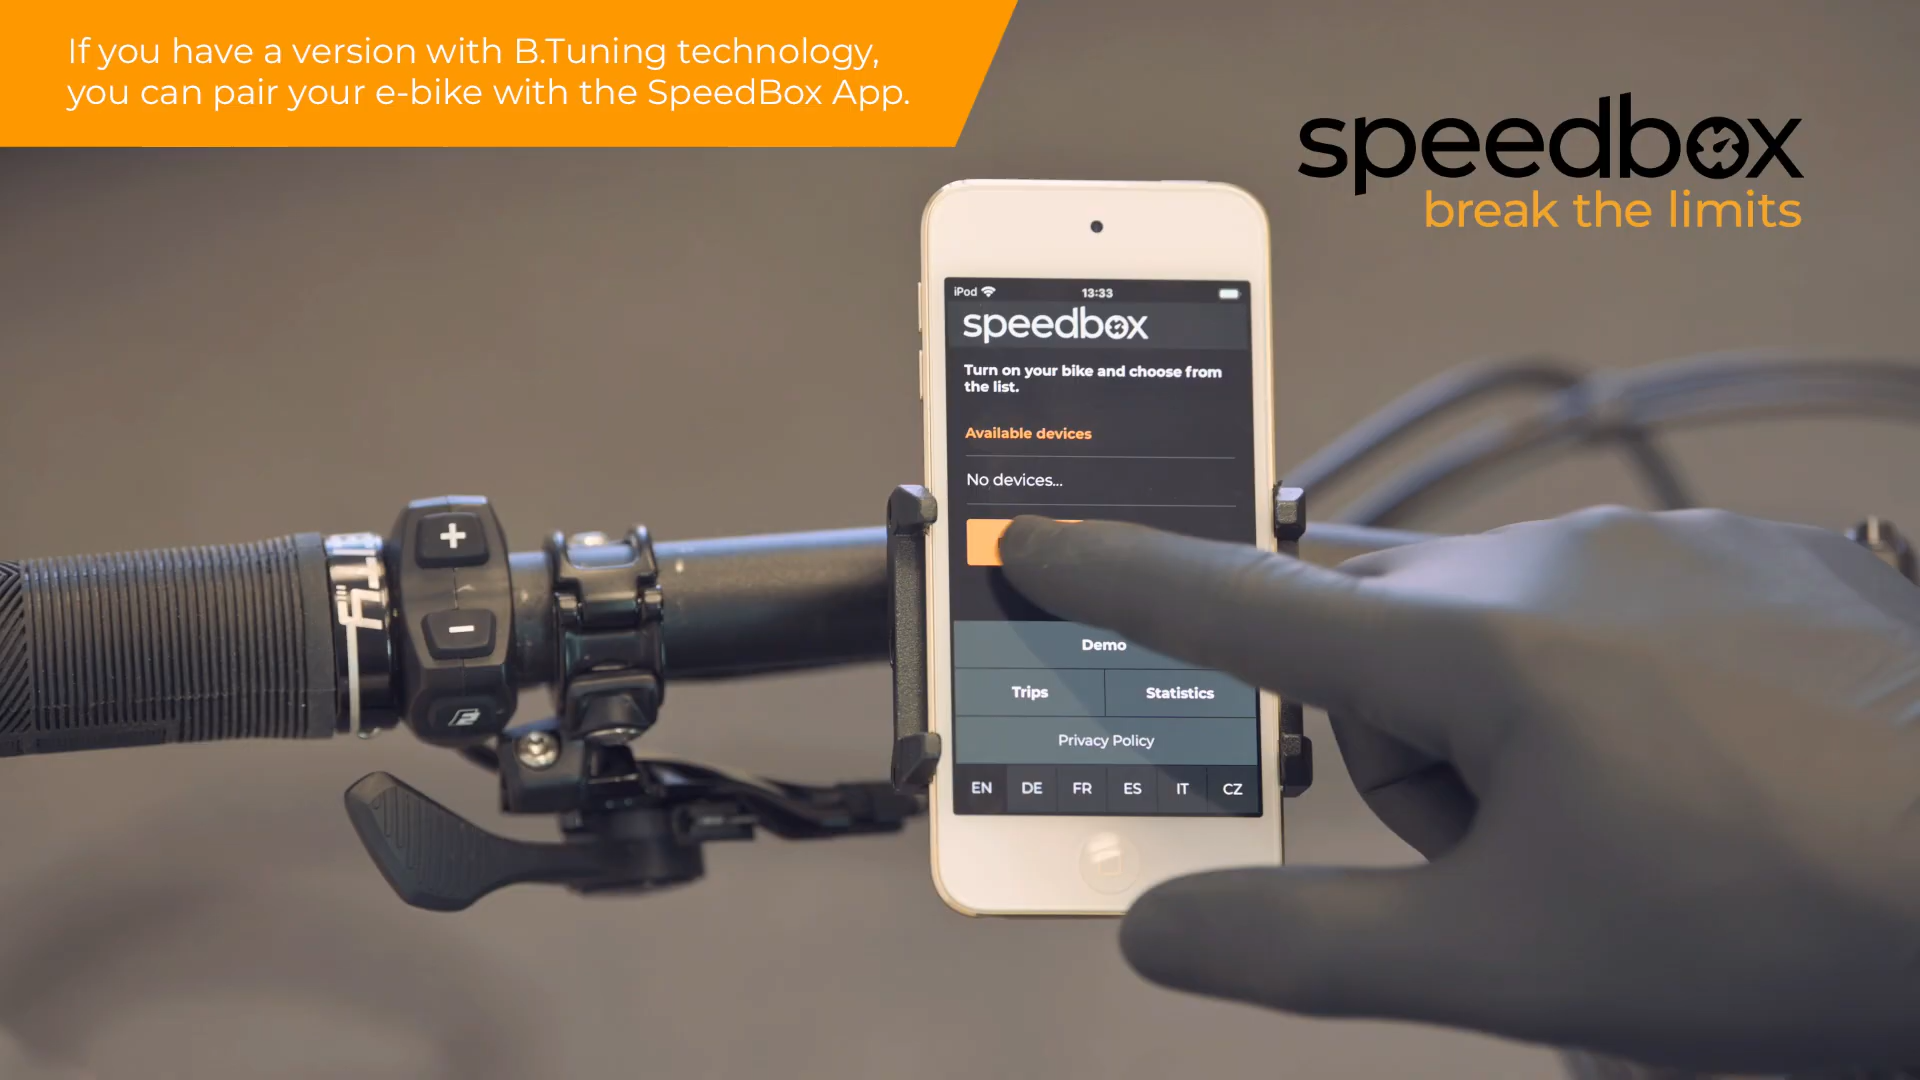 If you have a version with B.Tuning technology,
you can pair your e-bike with the SpeedBox App.
speedbox
break the limits
iPod 13:33
speedbox
Turn on your bike and choose from
the list.
Available devices
No devices...
+
-
Demo
Trips Statistics
Privacy Policy
EN DE FR ES IT CZ